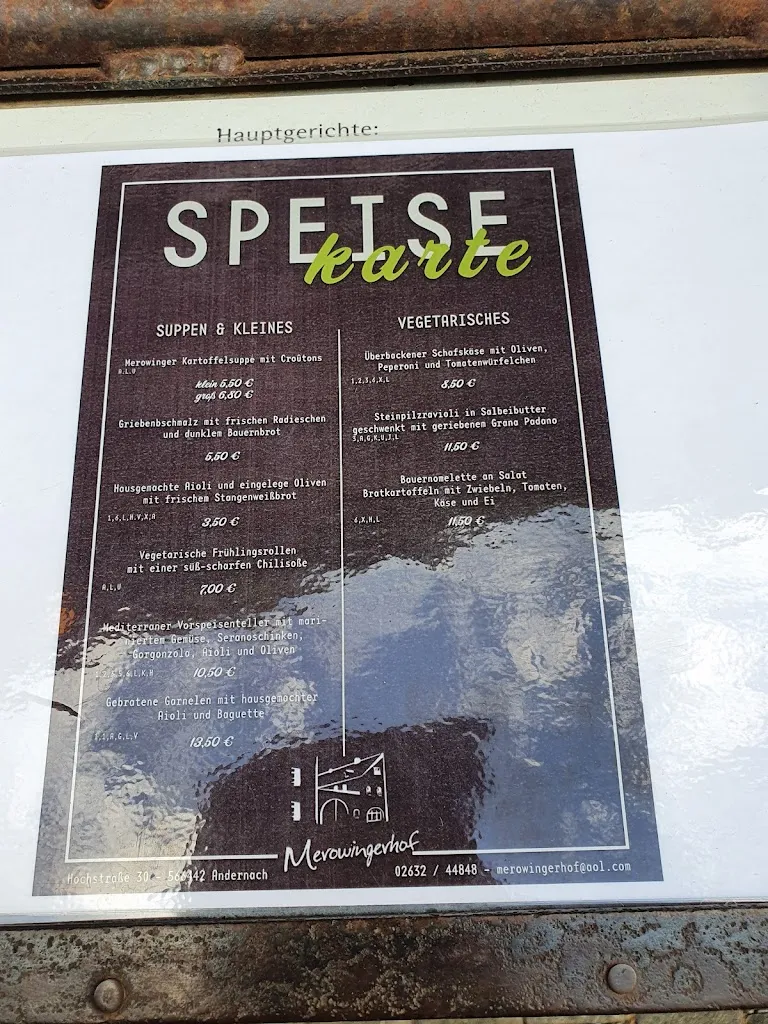 Hauptgerichte:
SPEISE
karte
SUPPEN & KLEINES
Merowinger Kartoffelsuppe mit Croûtons
A,L,U
klein 5,50 €
groß 6,80 €
Griebenschmalz mit frischen Radieschen
und dunklem Bauernbrot
5,50 €
Hausgemachte Aioli und eingelege Oliven
mit frischem Stangenweißbrot
3,50 €
Vegetarische Frühlingsrollen
mit einer süß-scharfen Chilisoße
A,L,U
7,00 €
Mediterraner Vorspeisenteller mit mari-
niertem Gemüse, Seranoschinken,
Gorgonzola, Aioli und Oliven
10,50 €
Gebratene Garnelen mit hausgemachter
Aioli und Baguette
13,50 €
VEGETARISCHES
Überbackener Schafskäse mit Oliven,
Peperoni und Tomatenwürfelchen
1,2,3,6,X,L
8,50 €
Steinpilzravioli in Salbeibutter
geschwenkt mit geriebenem Grana Padano
11,50 €
Bauernomelette an Salat
Bratkartoffeln mit Zwiebeln, Tomaten,
Käse und Ei
11,50 €
Merowingerhof
Hochstraße 30 - Andernach
02632 / 44848 - merowingerhof@aol.com